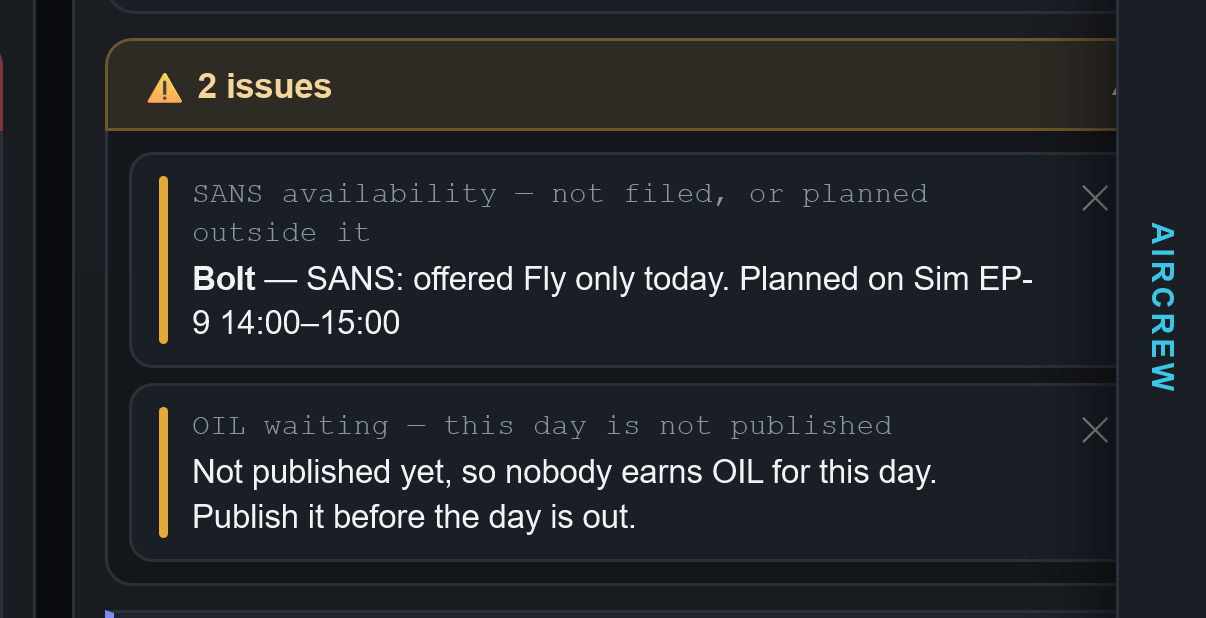 2 issues
SANS availability — not filed, or planned
outside it
Bolt — SANS: offered Fly only today. Planned on Sim EP-
9 14:00–15:00
OIL waiting — this day is not published
Not published yet, so nobody earns OIL for this day.
Publish it before the day is out.
AIRCREW